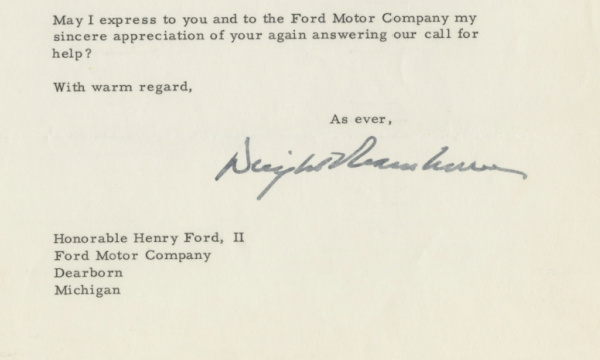 May I express to you and to the Ford Motor Company my
sincere appreciation of your again answering our call for
help?
With warm regard,
As ever,
Dwight D Eisenhower
Honorable Henry Ford, II
Ford Motor Company
Dearborn
Michigan